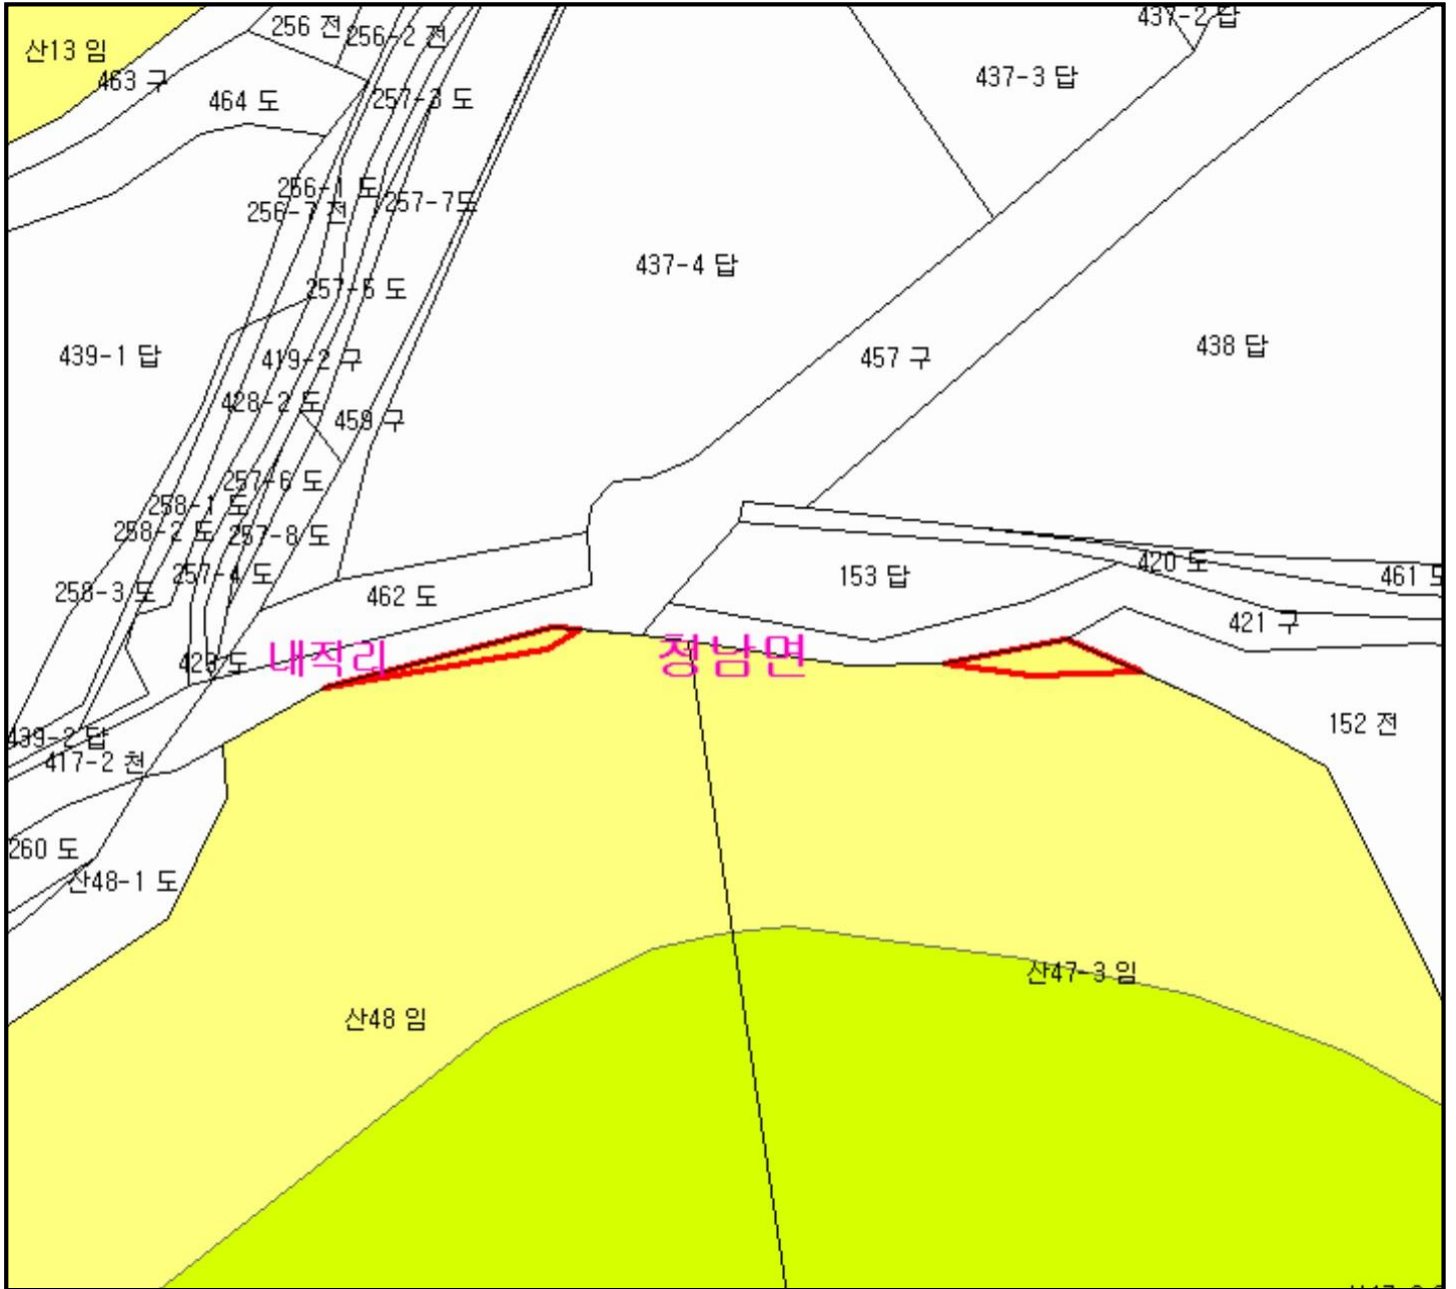 437-2 답
256 전
256-2 전
산13 임
437-3 답
463 구
464 도
257-3 도
256-1 도
257-7도
256-7 전
437-4 답
257-5 도
438 답
439-1 답
419-2 구
457 구
428-2 도
459 구
257-6 도
258-1 도
258-2 도
257-8 도
420 도
257-4 도
153 답
461 도
258-3 도
462 도
421 구
내직리
청남면
152 전
439-2 답
417-2 천
260 도
산48-1 도
산47-3 임
산48 임